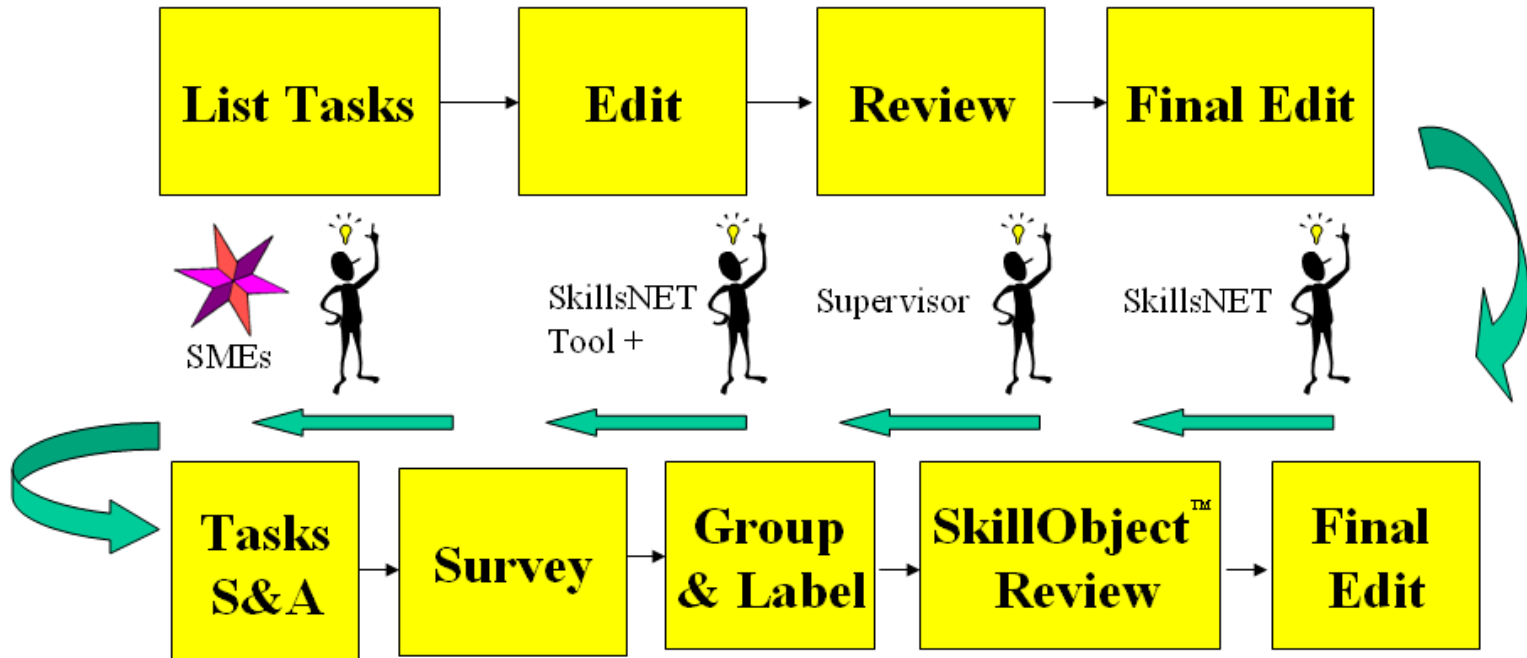 List Tasks
Edit
Review
Final Edit
SMEs
SkillsNET
Tool +
Supervisor
SkillsNET
Tasks
S&A
Survey
Group
& Label
SkillObject™
Review
Final
Edit